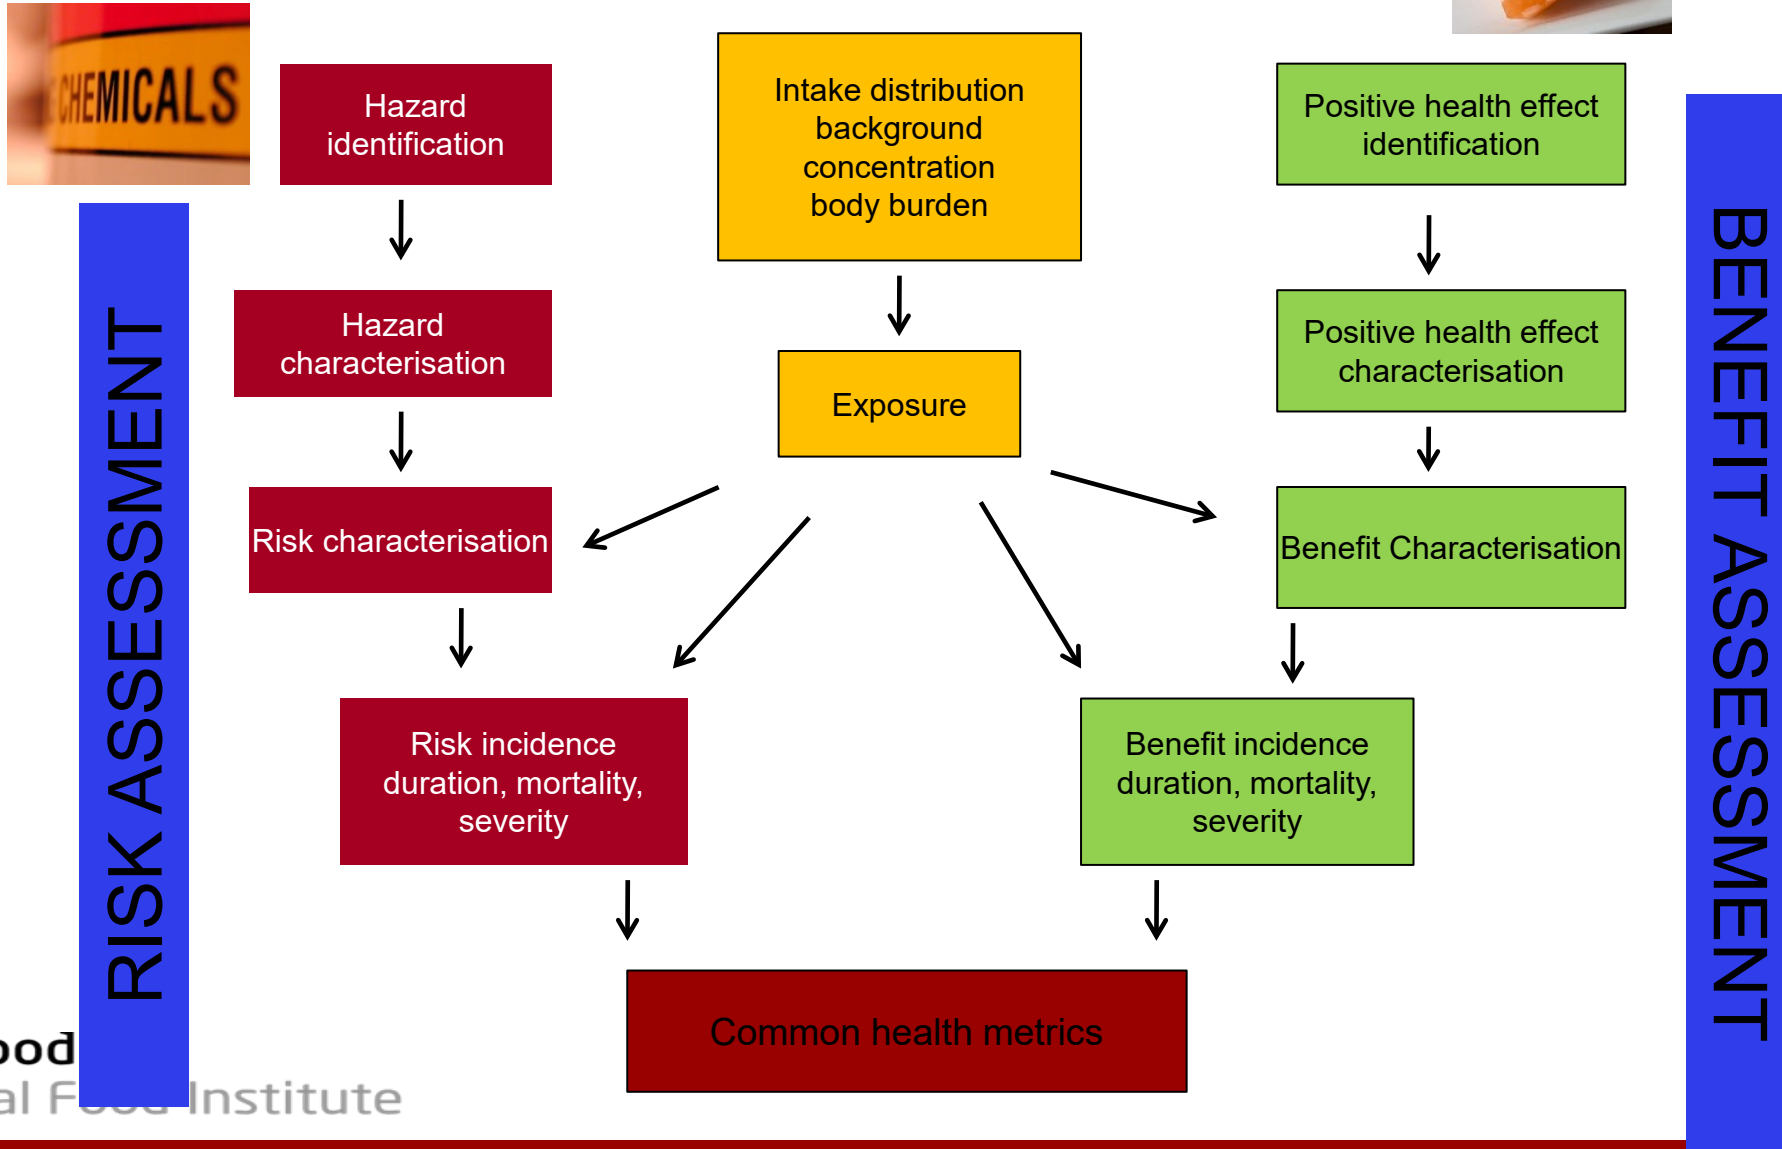 CHEMICALS
Hazard
identification
Intake distribution
background
concentration
body burden
Positive health effect
identification
RISK ASSESSMENT
Hazard
characterisation
Exposure
Positive health effect
characterisation
BENEFIT ASSESSMENT
Risk characterisation
Benefit Characterisation
Risk incidence
duration, mortality,
severity
Benefit incidence
duration, mortality,
severity
Common health metrics
Institute